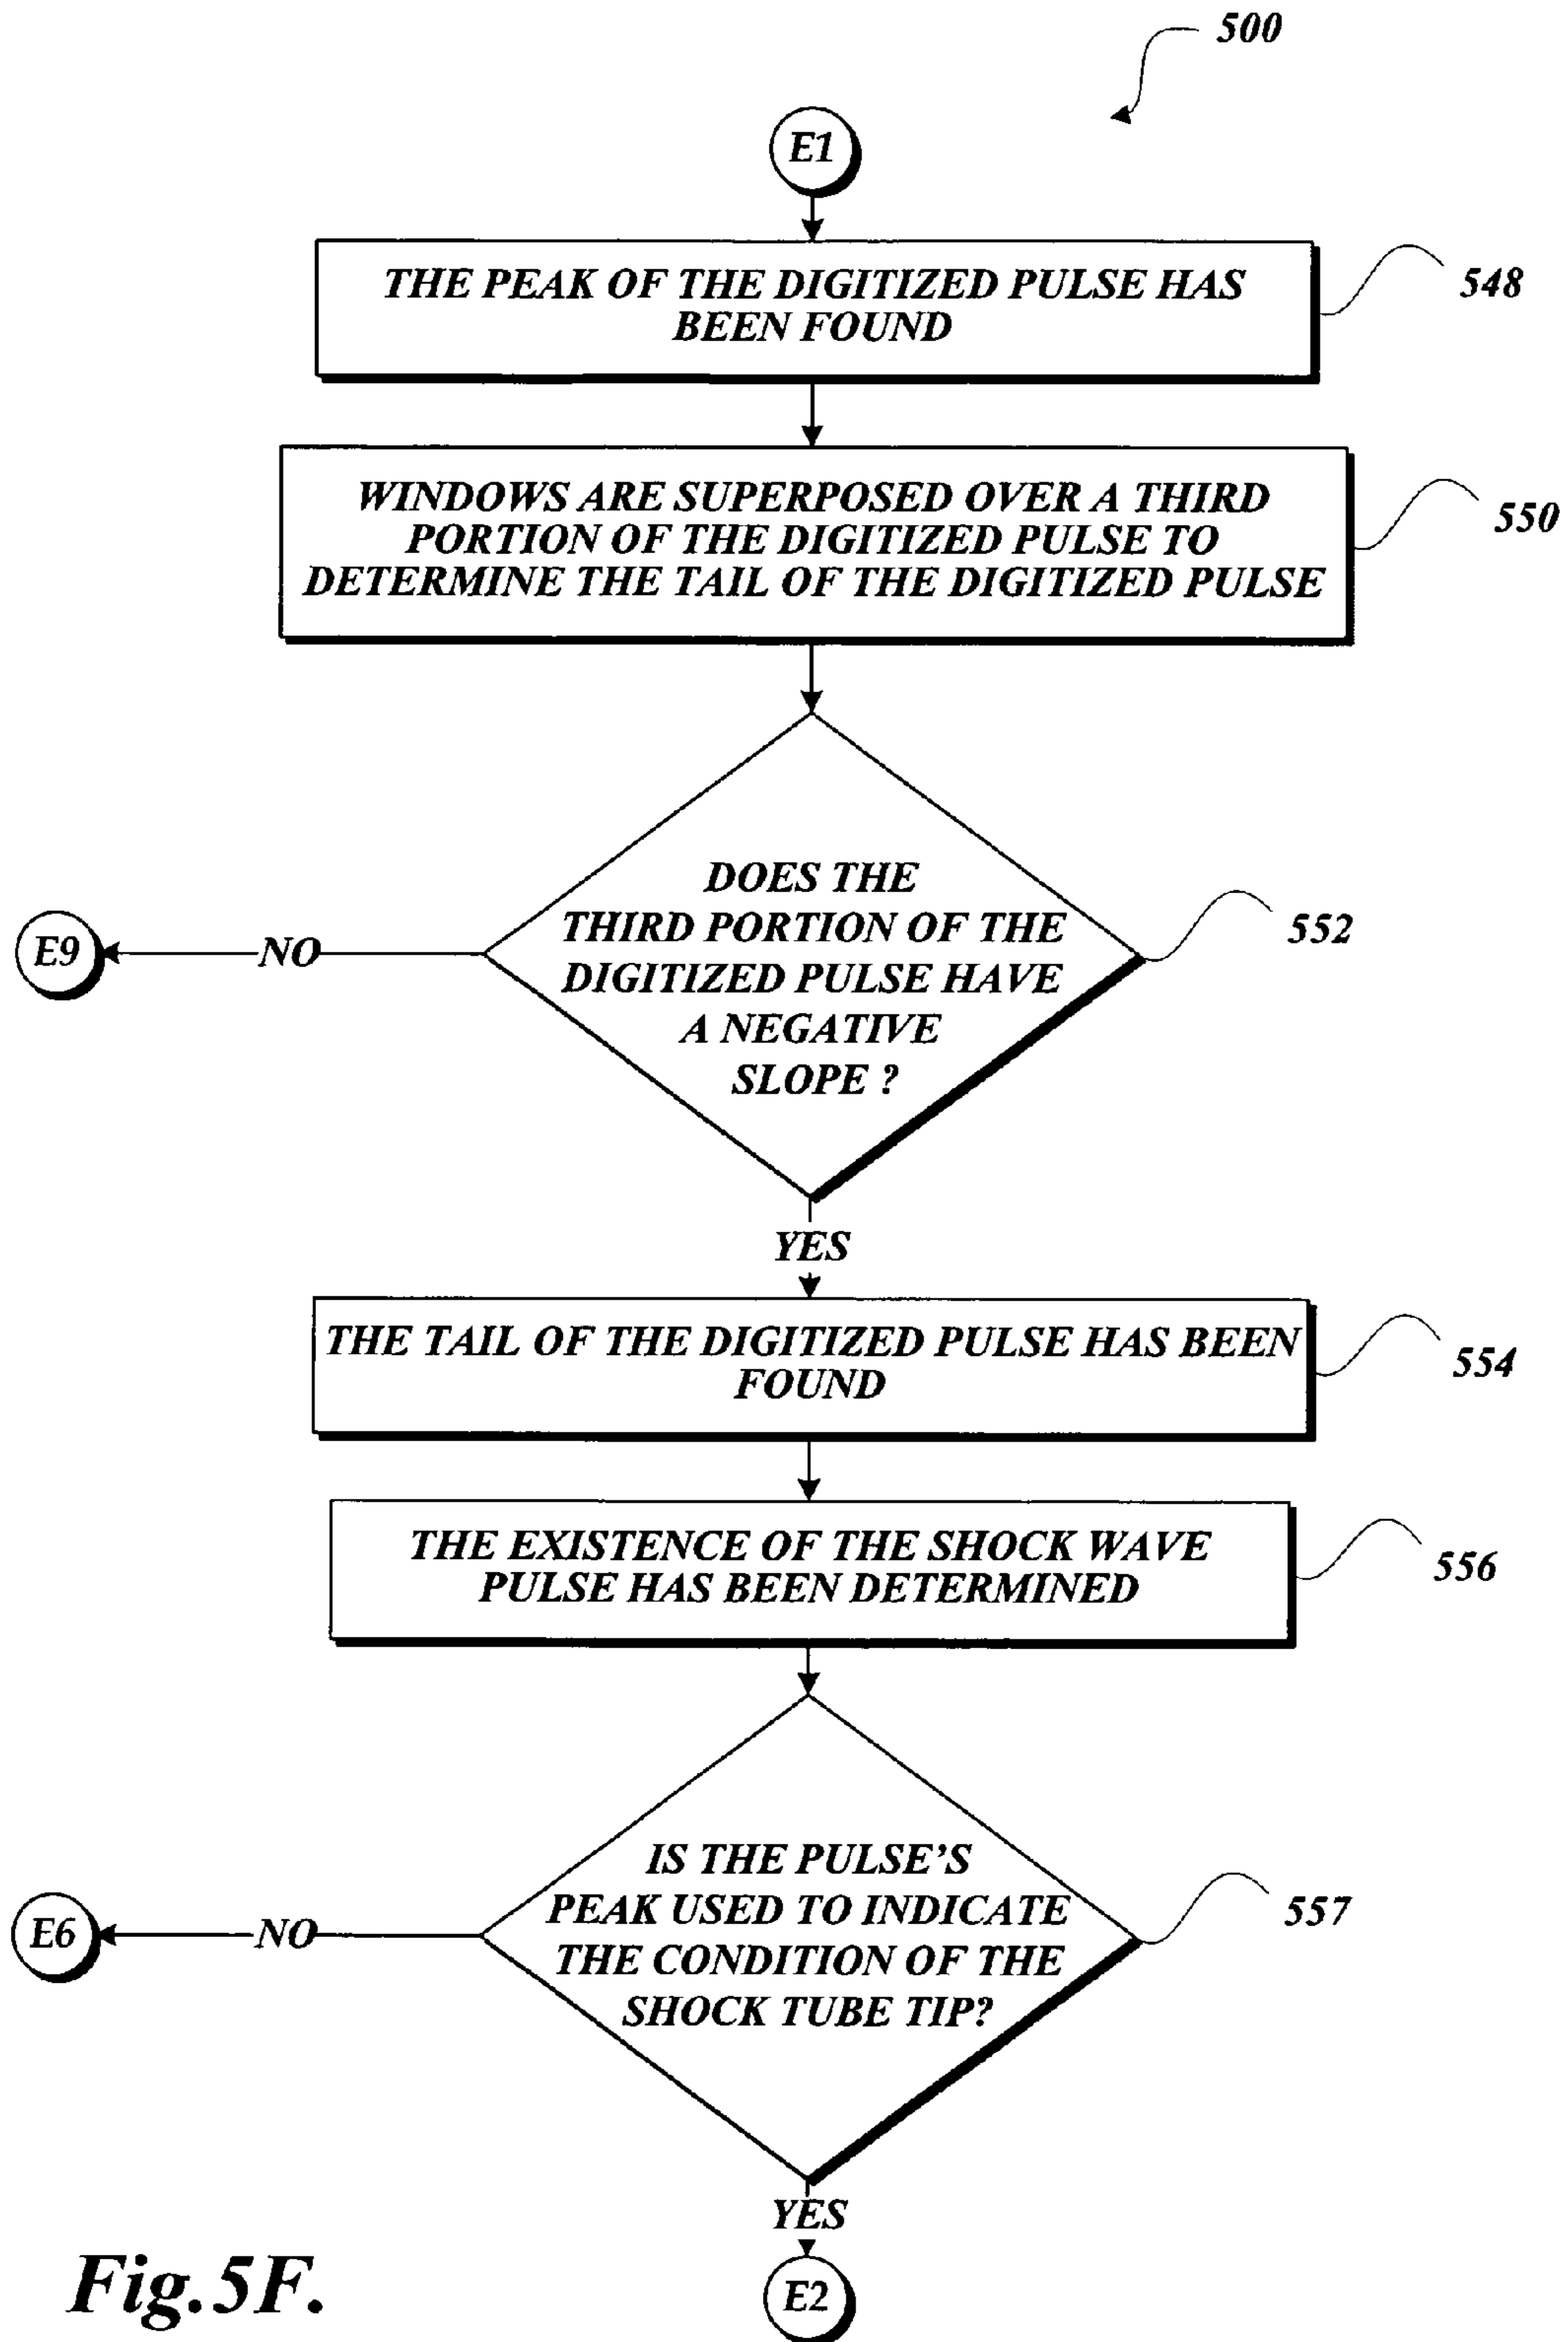 500
E1
THE PEAK OF THE DIGITIZED PULSE HAS
BEEN FOUND
548
WINDOWS ARE SUPERPOSED OVER A THIRD
PORTION OF THE DIGITIZED PULSE TO
DETERMINE THE TAIL OF THE DIGITIZED PULSE
550
DOES THE
THIRD PORTION OF THE
DIGITIZED PULSE HAVE
A NEGATIVE
SLOPE ?
552
NO
E9
YES
THE TAIL OF THE DIGITIZED PULSE HAS BEEN
FOUND
554
THE EXISTENCE OF THE SHOCK WAVE
PULSE HAS BEEN DETERMINED
556
IS THE PULSE'S
PEAK USED TO INDICATE
THE CONDITION OF THE
SHOCK TUBE TIP?
557
NO
E6
YES
E2
Fig.5F.